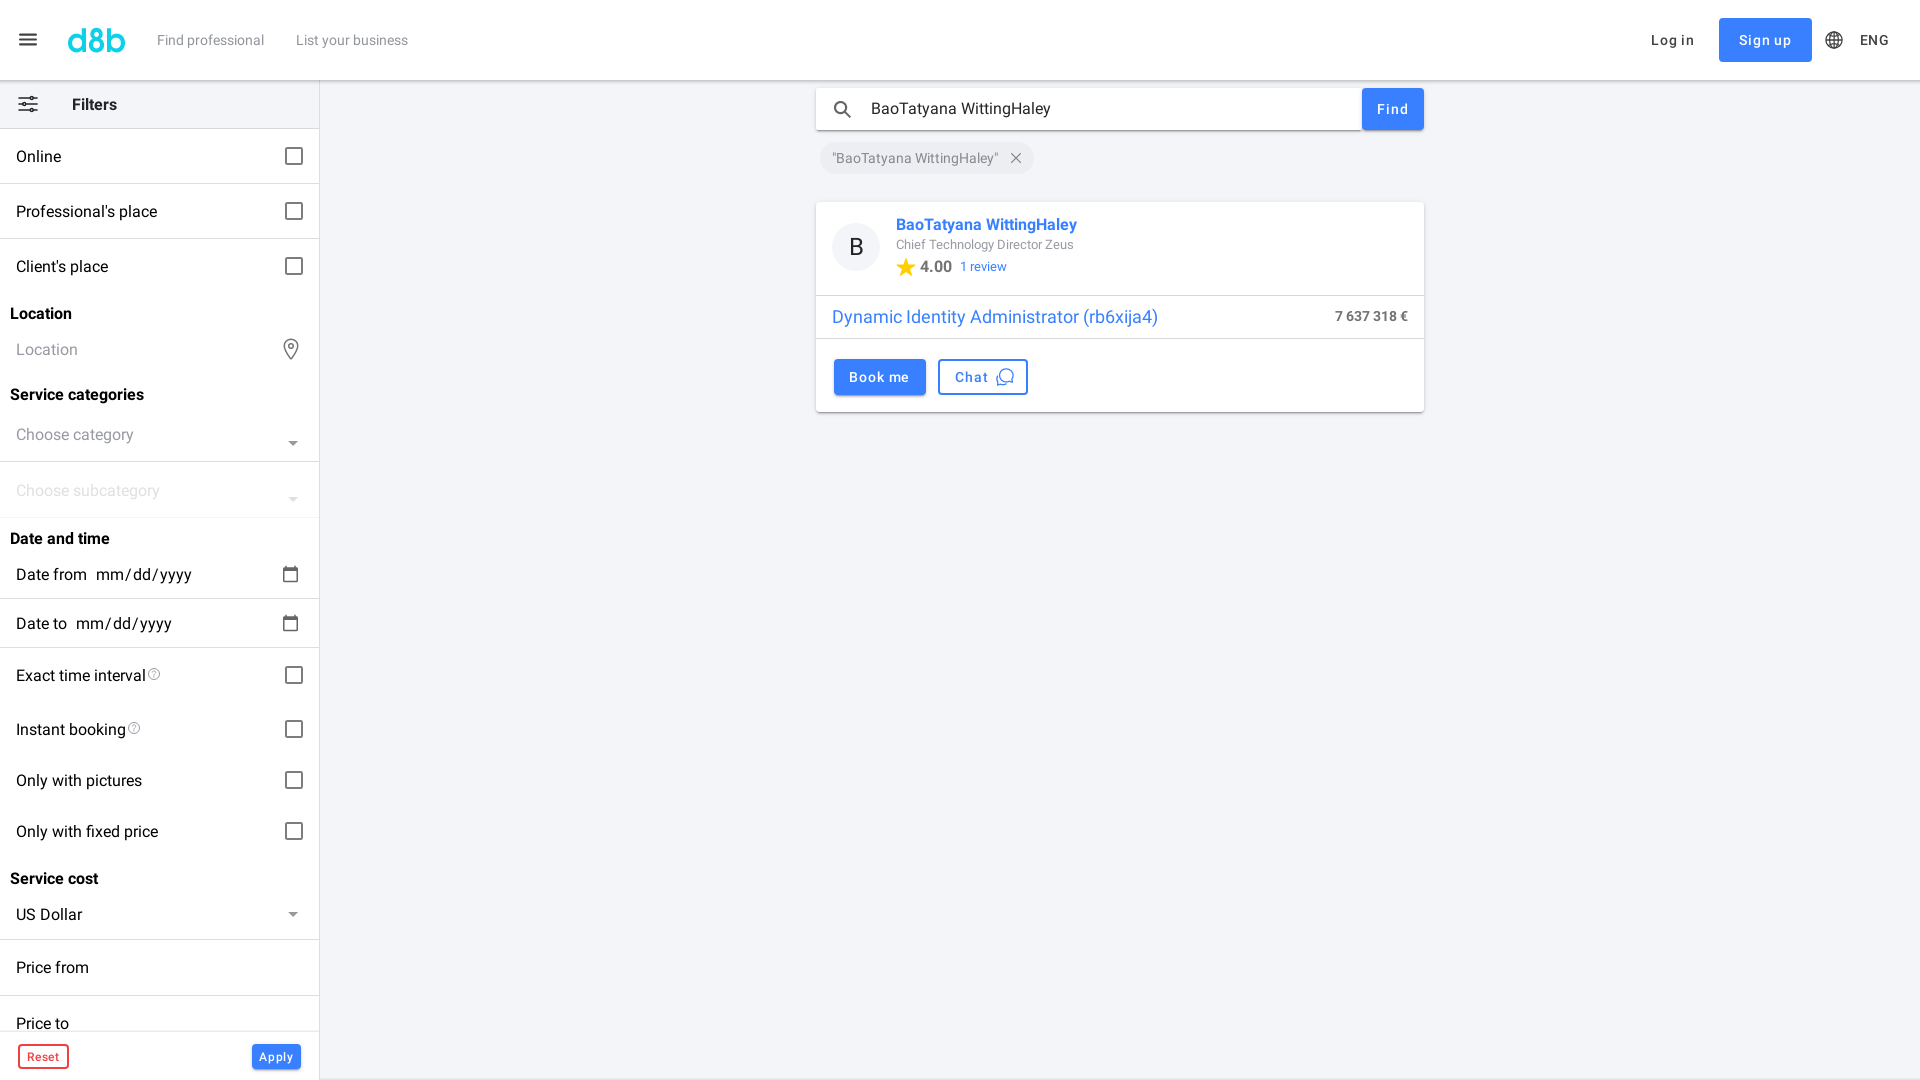 d8b
Find professional
List your business
Log in
Sign up
ENG
Filters
Online
Professional's place
Client's place
Location
Location
Service categories
Choose category
Choose subcategory
Date and time
Date from mm/dd/yyyy
Date to mm/dd/yyyy
Exact time interval ?
Instant booking ?
Only with pictures
Only with fixed price
Service cost
US Dollar
Price from
Price to
Reset
Apply
BaoTatyana WittingHaley
Find
"BaoTatyana WittingHaley"
B
BaoTatyana WittingHaley
Chief Technology Director Zeus
4.00 1 review
Dynamic Identity Administrator (rb6xija4)
7 637 318 €
Book me
Chat